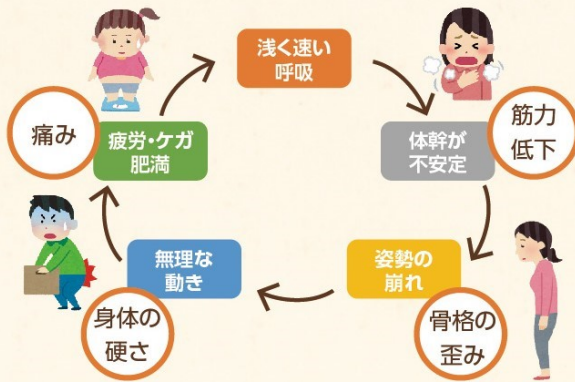 浅く速い
呼吸
体幹が
不安定
筋力
低下
姿勢の
崩れ
骨格の
歪み
無理な
動き
身体の
硬さ
疲労・ケガ
肥満
痛み